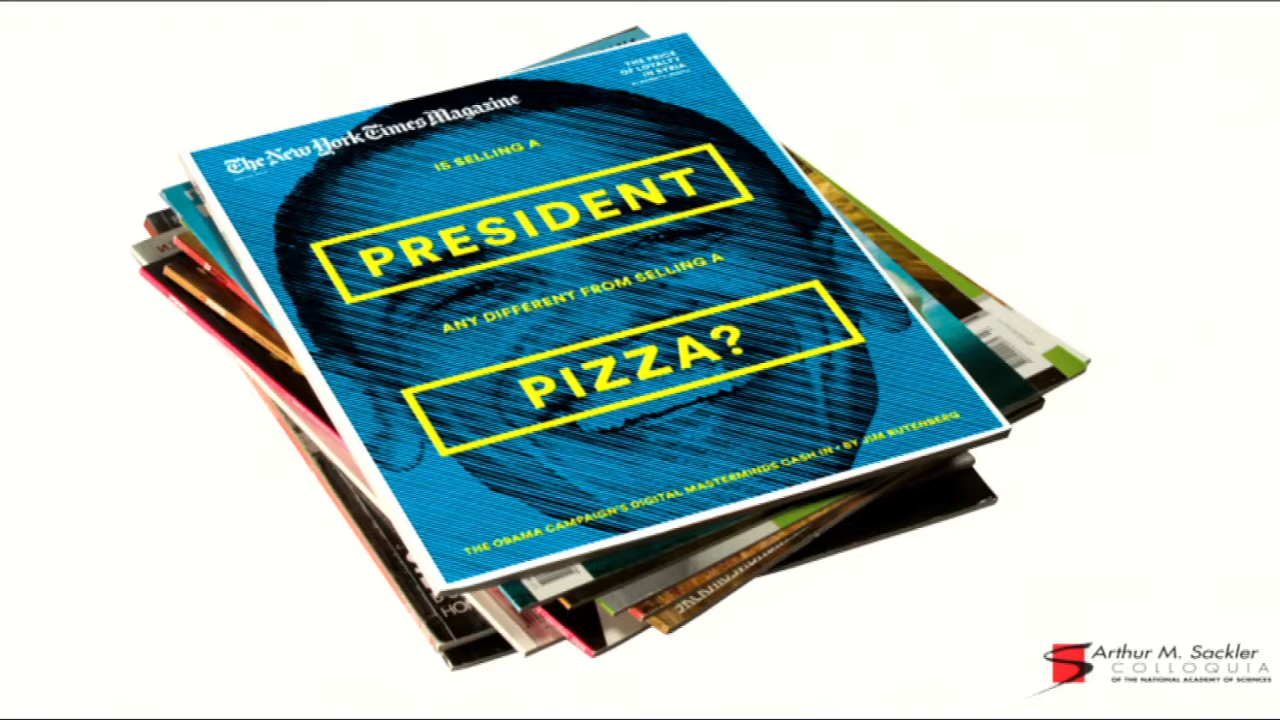 THE PRICE
OF LOYALTY
IN SYRIA
The New York Times Magazine
IS SELLING A
PRESIDENT
ANY DIFFERENT FROM SELLING A
PIZZA?
THE OBAMA CAMPAIGN'S DIGITAL MASTERMINDS CASH IN • BY JIM RUTENBERG
Arthur M. Sackler
COLLOQUIA
OF THE NATIONAL ACADEMY OF SCIENCES